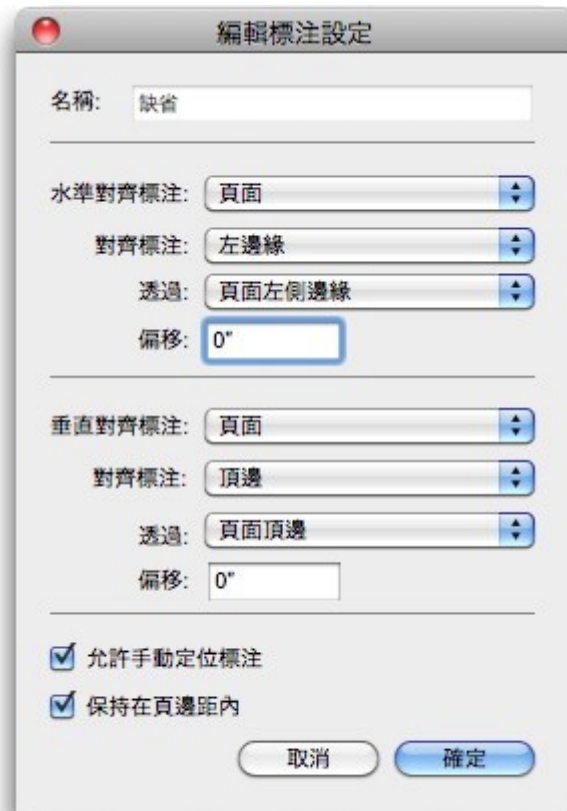 編輯標注設定
名稱: 缺省
水準對齊標注: 頁面
對齊標注: 左邊緣
透過: 頁面左側邊緣
偏移: 0"
垂直對齊標注: 頁面
對齊標注: 頂邊
透過: 頁面頂邊
偏移: 0"
允許手動定位標注
保持在頁邊距內
取消 確定